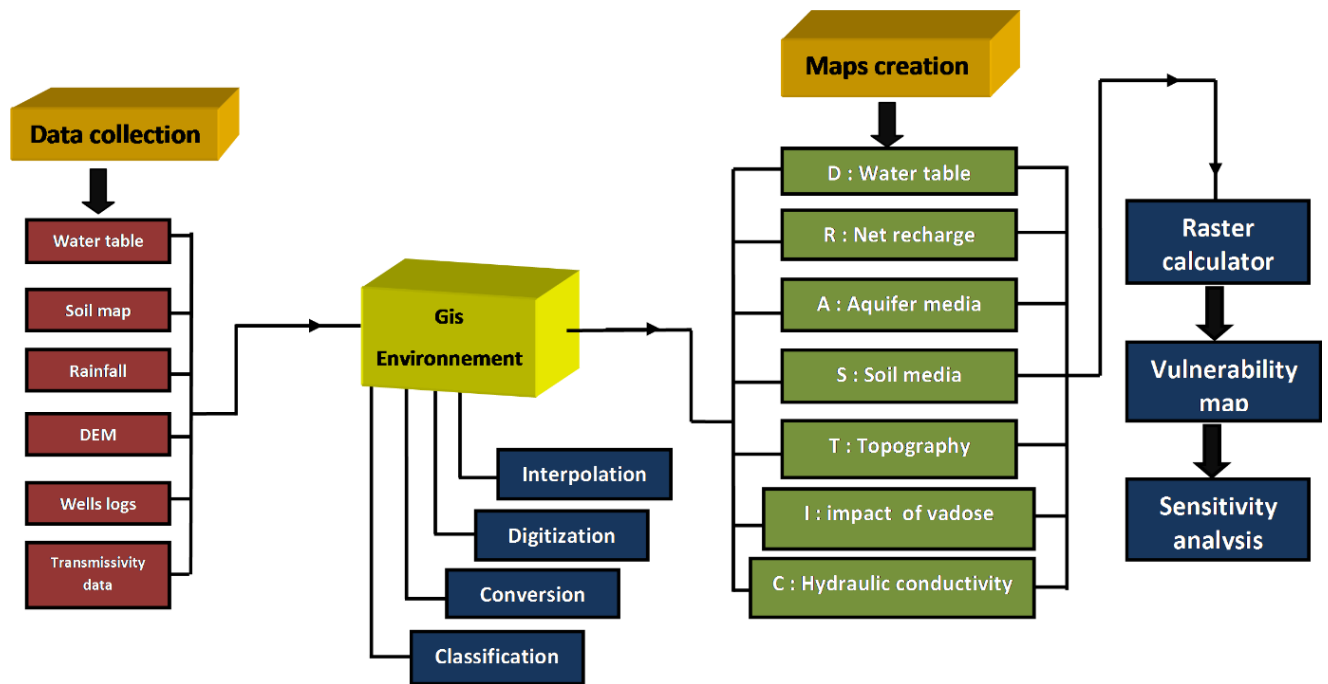 Data collection
Water table
Soil map
Rainfall
DEM
Wells logs
Transmissivity
data
Gis
Environnement
Interpolation
Digitization
Conversion
Classification
Maps creation
D : Water table
R : Net recharge
A : Aquifer media
S : Soil media
T : Topography
I : impact of vadose
C : Hydraulic conductivity
Raster
calculator
Vulnerability
map
Sensitivity
analysis